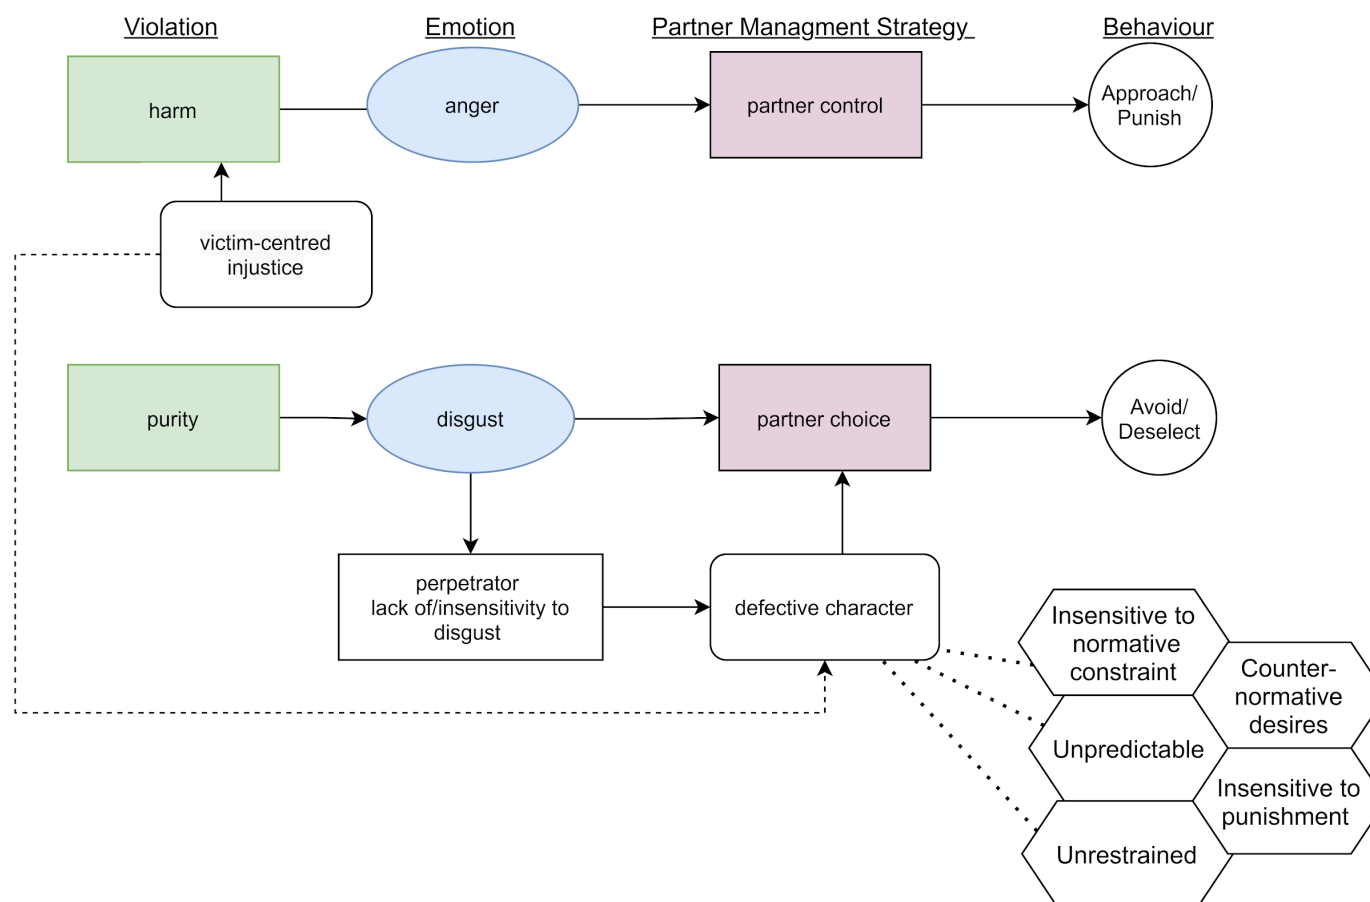 Violation
Emotion
Partner Managment Strategy
Behaviour
harm
anger
partner control
Approach/
Punish
victim-centred
injustice
purity
disgust
partner choice
Avoid/
Deselect
perpetrator
lack of/insensitivity to
disgust
defective character
Insensitive to
normative
constraint
Counter-
normative
desires
Unpredictable
Insensitive to
punishment
Unrestrained